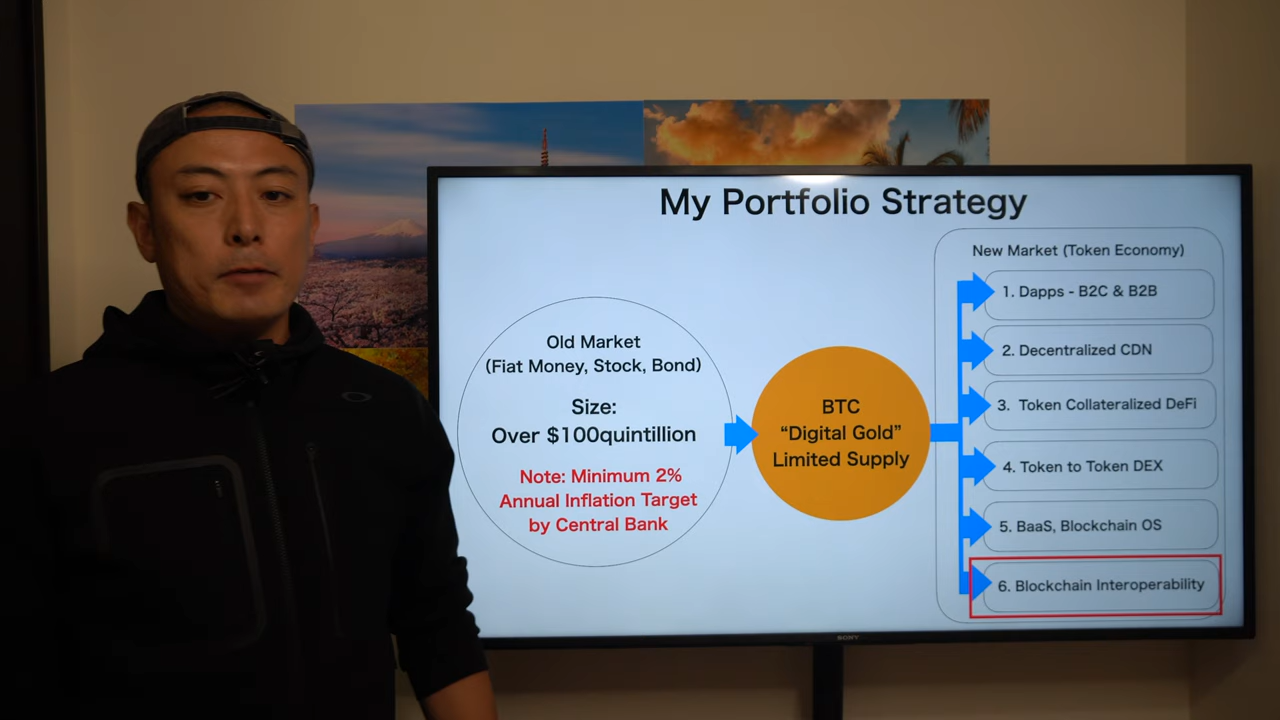 My Portfolio Strategy
Old Market
(Fiat Money, Stock, Bond)
Size:
Over $100quintillion
Note: Minimum 2%
Annual Inflation Target
by Central Bank
BTC
“Digital Gold”
Limited Supply
New Market (Token Economy)
1. Dapps - B2C & B2B
2. Decentralized CDN
3. Token Collateralized DeFi
4. Token to Token DEX
5. BaaS, Blockchain OS
6. Blockchain Interoperability
SONY